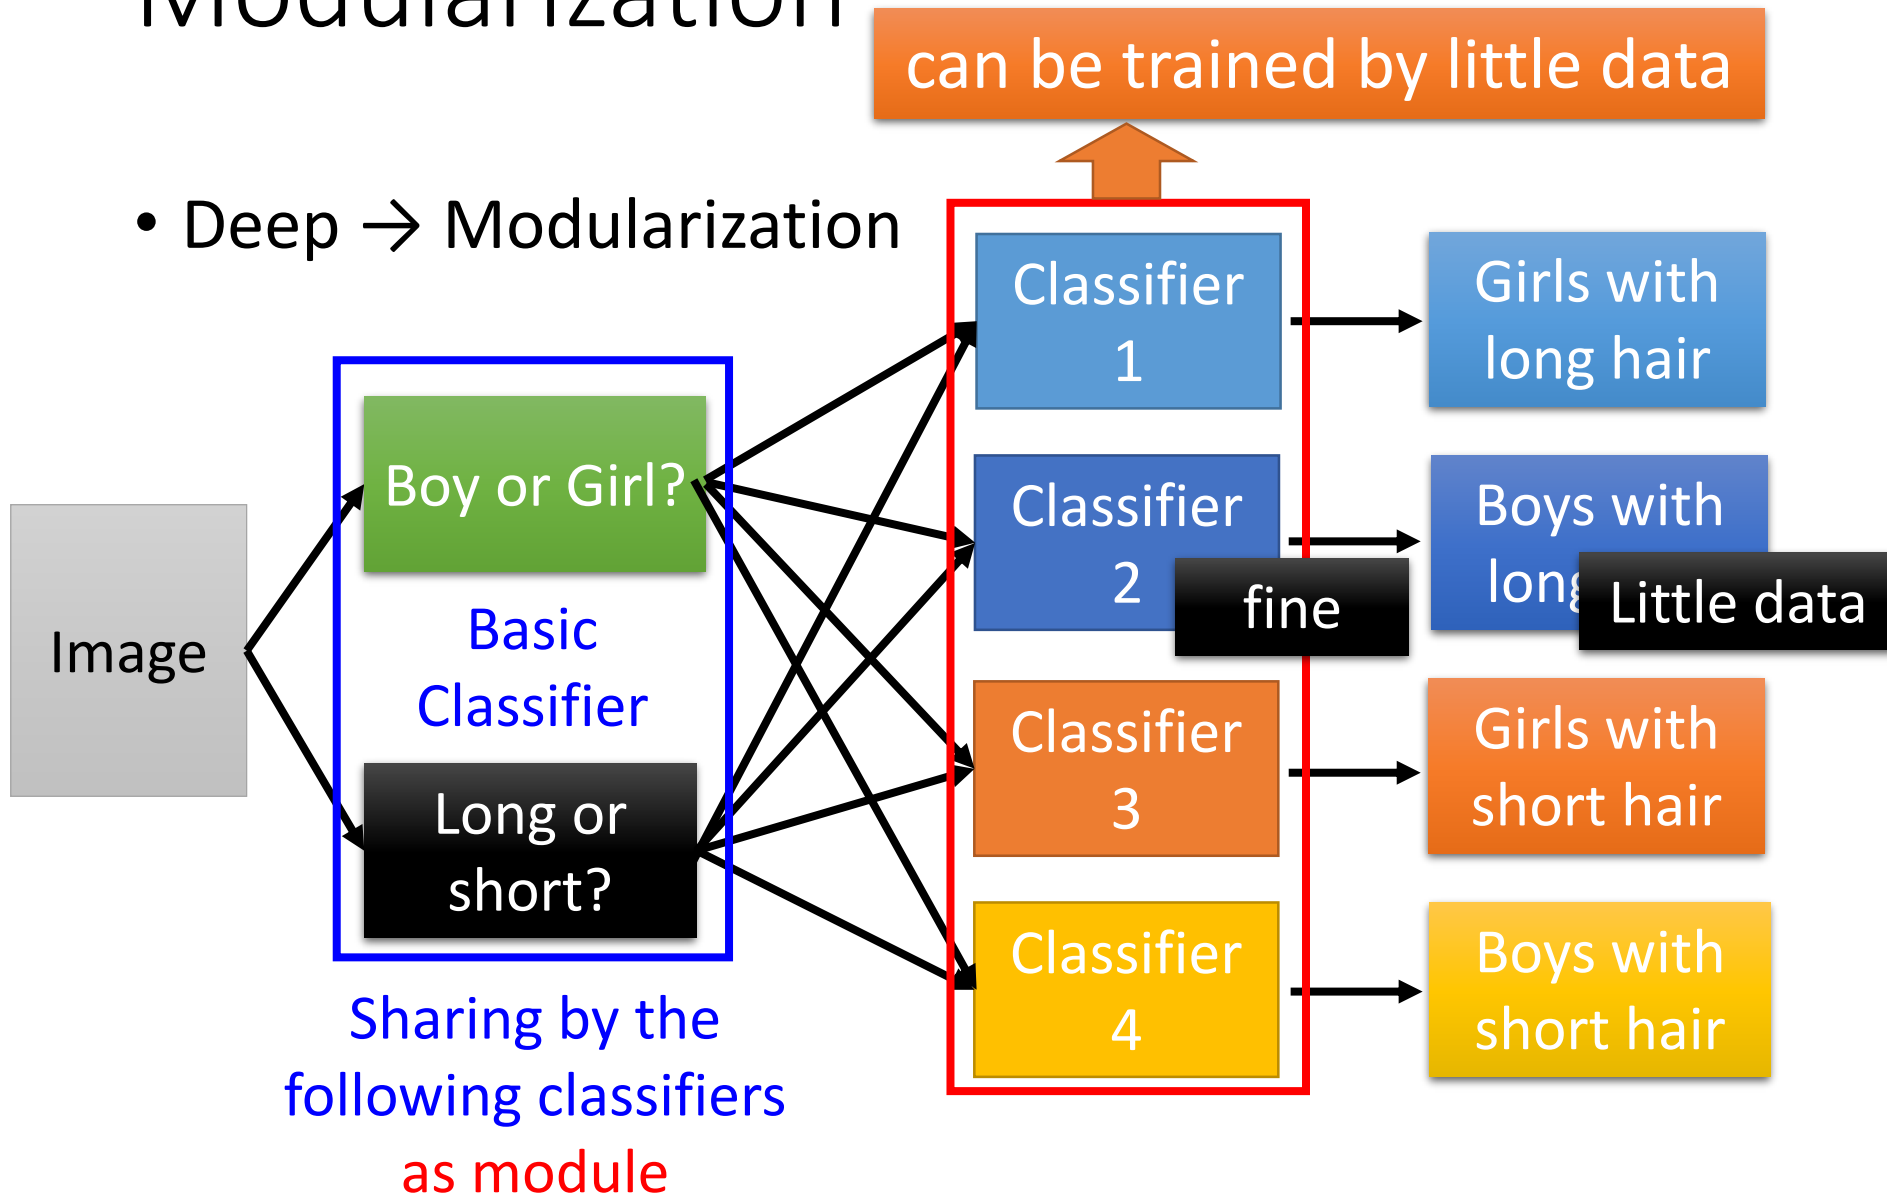 Modularization
can be trained by little data
• Deep → Modularization
Image
Boy or Girl?
Basic
Classifier
Long or
short?
Sharing by the
following classifiers
as module
Classifier
1
Classifier
2
fine
Classifier
3
Classifier
4
Girls with
long hair
Boys with
long
Little data
Girls with
short hair
Boys with
short hair